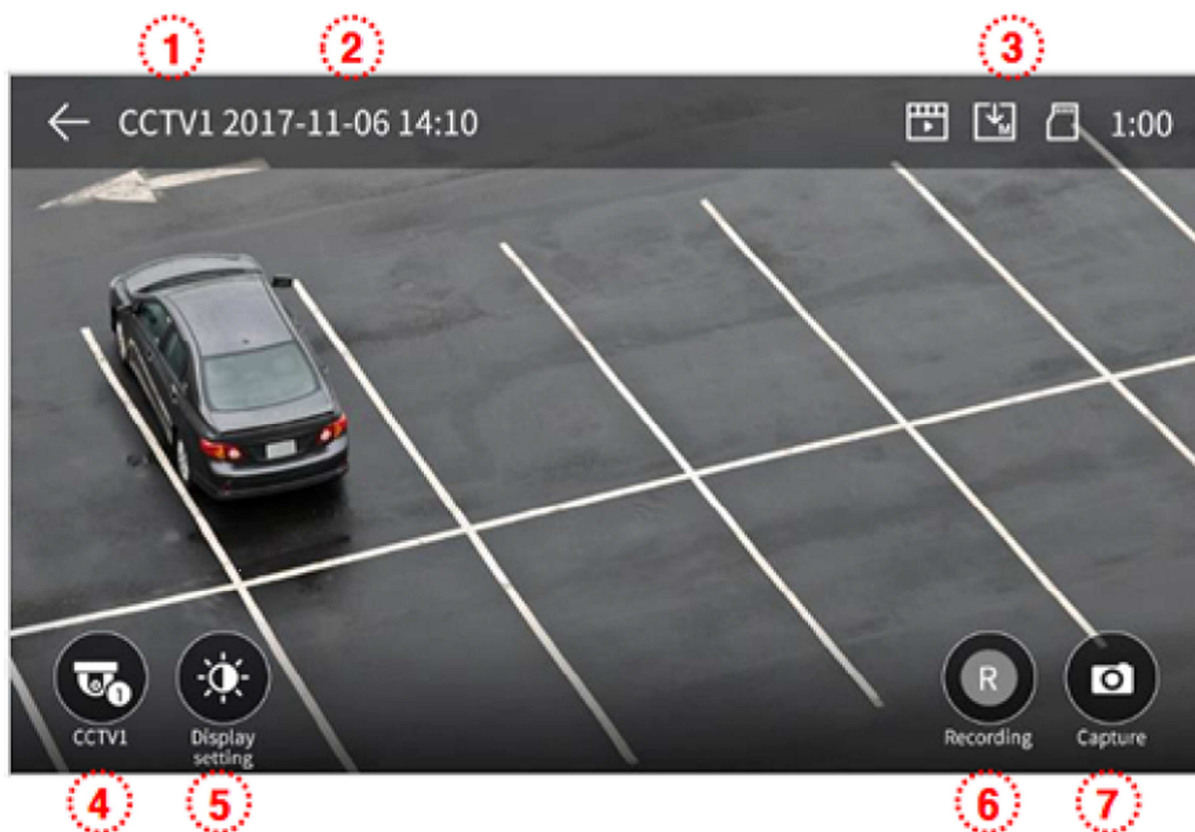 1 2 3
CCTV1 2017-11-06 14:10 M 1:00
1 R
CCTV1 Display setting Recording Capture
4 5 6 7